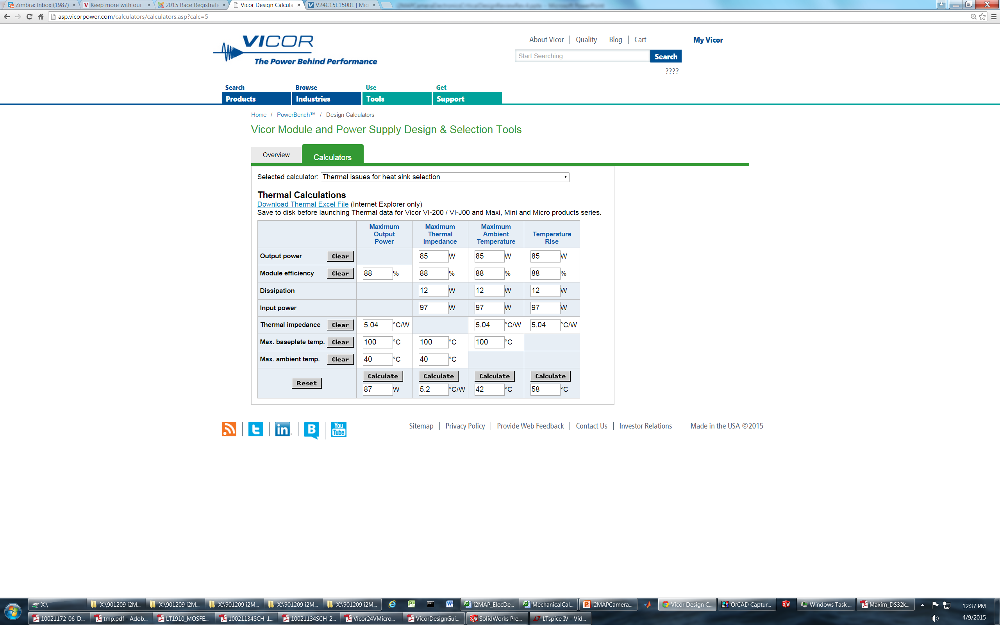 Zimbra: Inbox (1987)
Keep more with our
2015 Race Registrati
Vicor Design Calcula
V24C15E150BL | Mic
asp.vicorpower.com/calculators/calculators.asp?calc=5
VICOR
The Power Behind Performance
About Vicor | Quality | Blog | Cart
My Vicor
Start Searching ...
Search
????
Search Browse Use Get
Products Industries Tools Support
Home / PowerBench™ / Design Calculators
Vicor Module and Power Supply Design & Selection Tools
Overview Calculators
Selected calculator: Thermal issues for heat sink selection
Thermal Calculations
Download Thermal Excel File (Internet Explorer only)
Save to disk before launching Thermal data for Vicor VI-200 / VI-J00 and Maxi, Mini and Micro products series.
Maximum Output Power
Maximum Thermal Impedance
Maximum Ambient Temperature
Temperature Rise
Output power Clear 85 W 85 W 85 W
Module efficiency Clear 88 % 88 % 88 % 88 %
Dissipation 12 W 12 W 12 W
Input power 97 W 97 W 97 W
Thermal impedance Clear 5.04 °C/W 5.04 °C/W 5.04 °C/W
Max. baseplate temp. Clear 100 °C 100 °C 100 °C
Max. ambient temp. Clear 40 °C 40 °C
Calculate Calculate Calculate Calculate
Reset
87 W 5.2 °C/W 42 °C 58 °C
You Tube
Sitemap | Privacy Policy | Provide Web Feedback | Contact Us | Investor Relations
Made in the USA ©2015
X:\ X:\901209 i2M... X:\901209 i2M... X:\901209 i2M... X:\901209 i2M... X:\901209 i2M... i2MAP_ElecDe... MechanicalCal... i2MAPCamera... Vicor Design C... OrCAD Captur... Windows Task ... Maxim_DS32k... 12:37 PM
10021172-06-D... tmp.pdf - Adob... LT1910_MOSFE... 10021134SCH-1... 10021134SCH-2... Vicor24VMicro... VicorDesignGui... SolidWorks Pre... LTspice IV - Vid... 4/9/2015